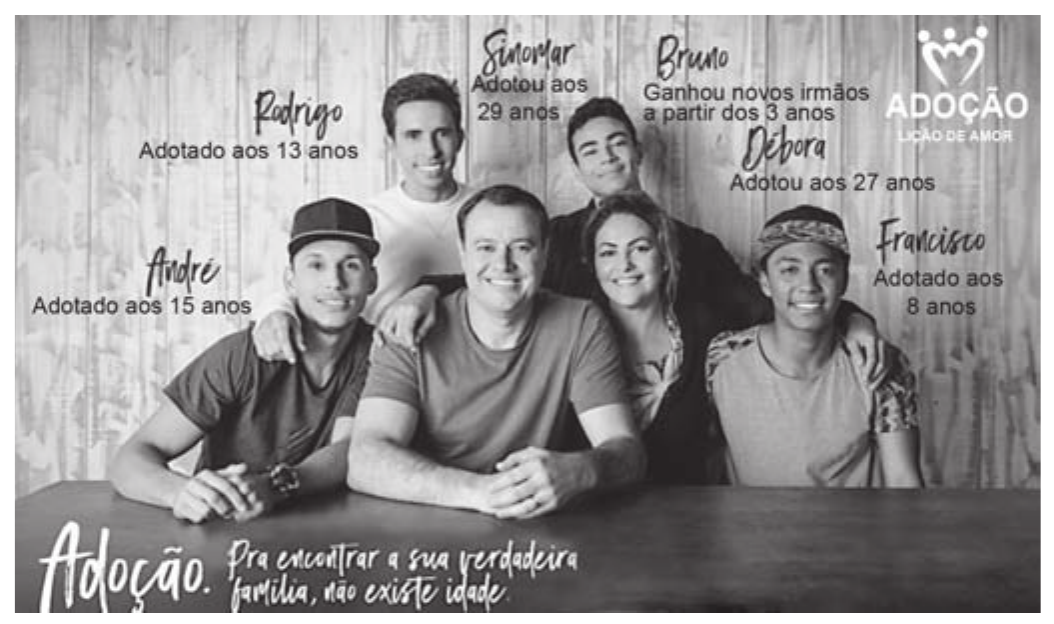 Sinomar
Adotou aos
29 anos
Bruno
Ganhou novos irmãos
a partir dos 3 anos
ADOÇÃO
LIÇÃO DE AMOR
Rodrigo
Adotado aos 13 anos
Débora
Adotou aos 27 anos
André
Adotado aos 15 anos
Francisco
Adotado aos
8 anos
Adoção.
Pra encontrar a sua verdadeira
família, não existe idade.